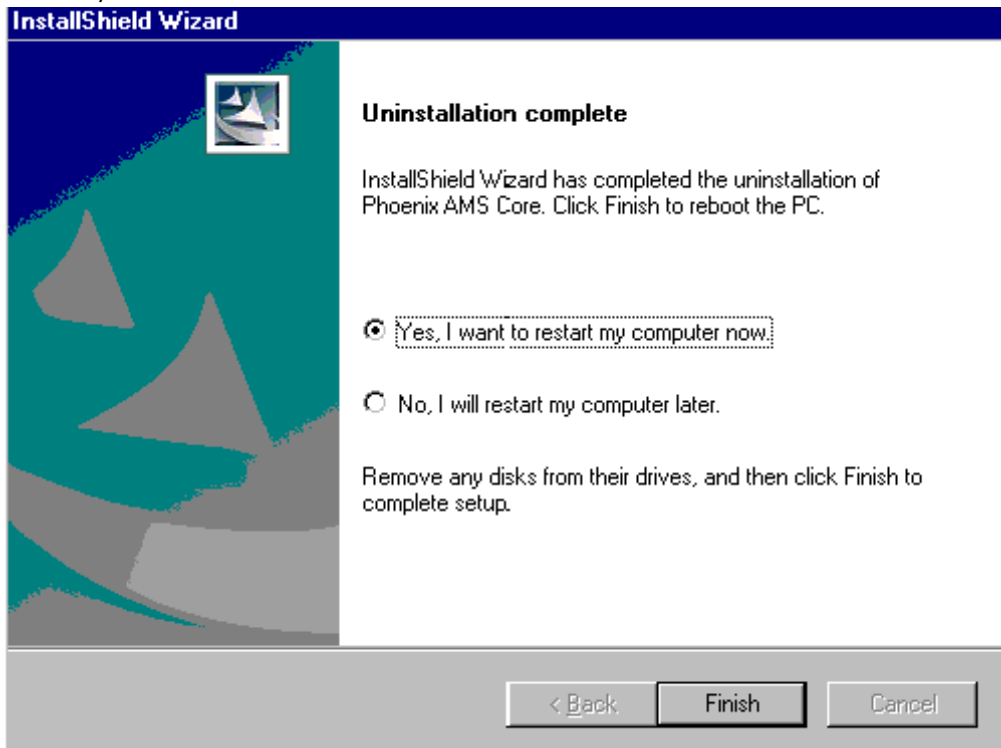 InstallShield Wizard
Uninstallation complete
InstallShield Wizard has completed the uninstallation of
Phoenix AMS Core. Click Finish to reboot the PC.
Yes, I want to restart my computer now.
No, I will restart my computer later.
Remove any disks from their drives, and then click Finish to
complete setup.
< Back
Finish
Cancel